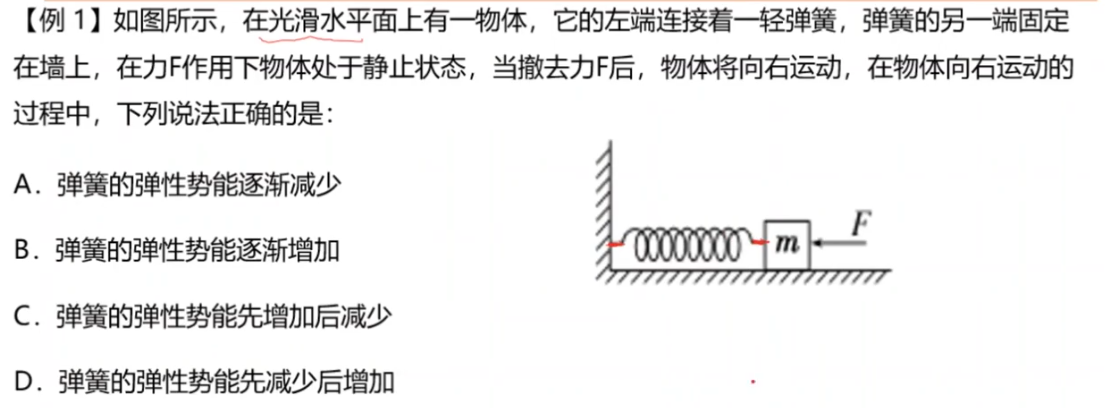 【例 1】如图所示，在光滑水平面上有一物体，它的左端连接着一轻弹簧，弹簧的另一端固定
在墙上，在力F作用下物体处于静止状态，当撤去力F后，物体将向右运动，在物体向右运动的
过程中，下列说法正确的是：
A．弹簧的弹性势能逐渐减少
B．弹簧的弹性势能逐渐增加
C．弹簧的弹性势能先增加后减少
D．弹簧的弹性势能先减少后增加
F
m